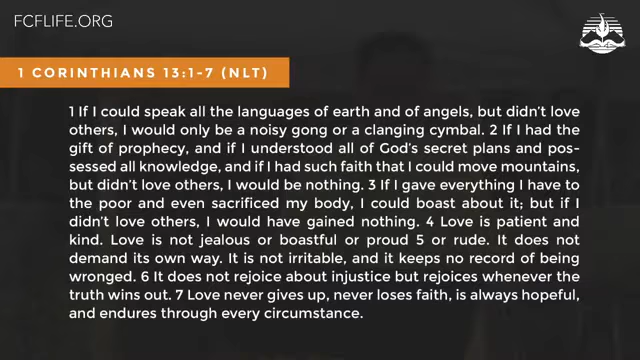 FCFLIFE.ORG
1 CORINTHIANS 13:1-7 (NLT)
1 If I could speak all the languages of earth and of angels, but didn't love
others, I would only be a noisy gong or a clanging cymbal. 2 If I had the
gift of prophecy, and if I understood all of God's secret plans and pos-
sessed all knowledge, and if I had such faith that I could move mountains,
but didn't love others, I would be nothing. 3 If I gave everything I have to
the poor and even sacrificed my body, I could boast about it; but if I
didn't love others, I would have gained nothing. 4 Love is patient and
kind. Love is not jealous or boastful or proud 5 or rude. It does not
demand its own way. It is not irritable, and it keeps no record of being
wronged. 6 It does not rejoice about injustice but rejoices whenever the
truth wins out. 7 Love never gives up, never loses faith, is always hopeful,
and endures through every circumstance.